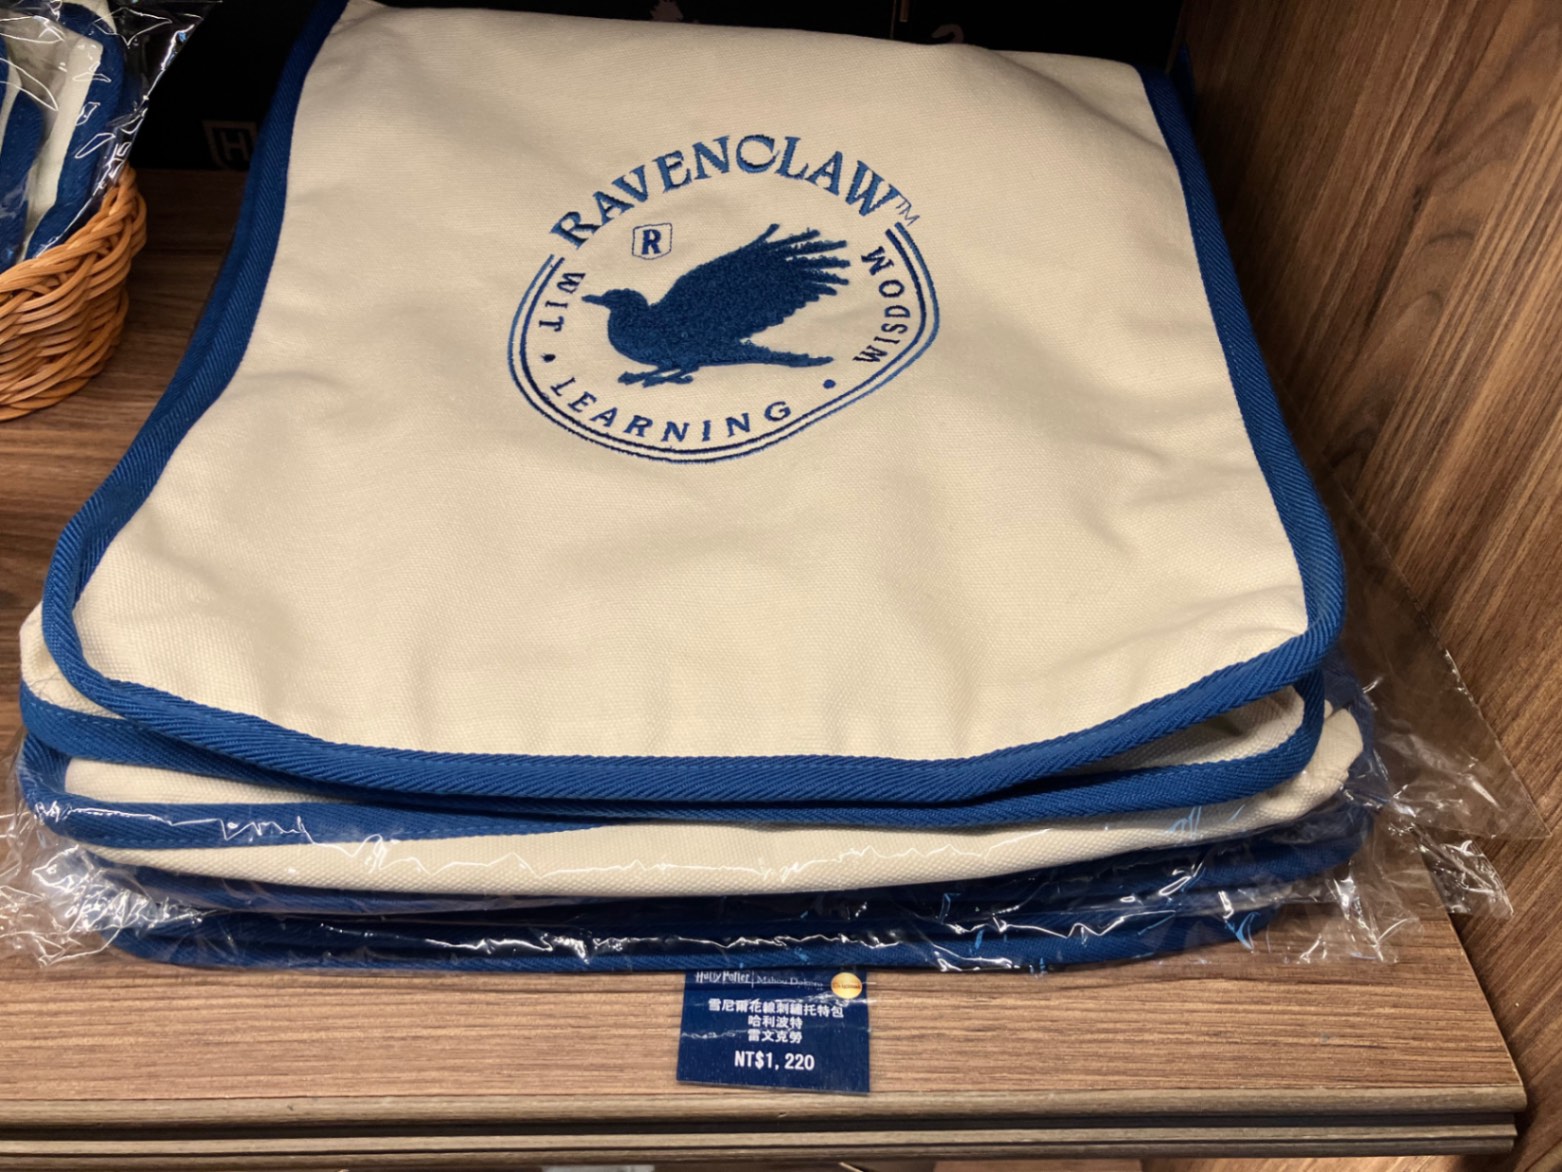 RAVENCLAW™
R
WIT • LEARNING • WISDOM
Harry Potter
雪尼爾花線刺繡托特包
哈利波特
雷文克勞
NT$1,220